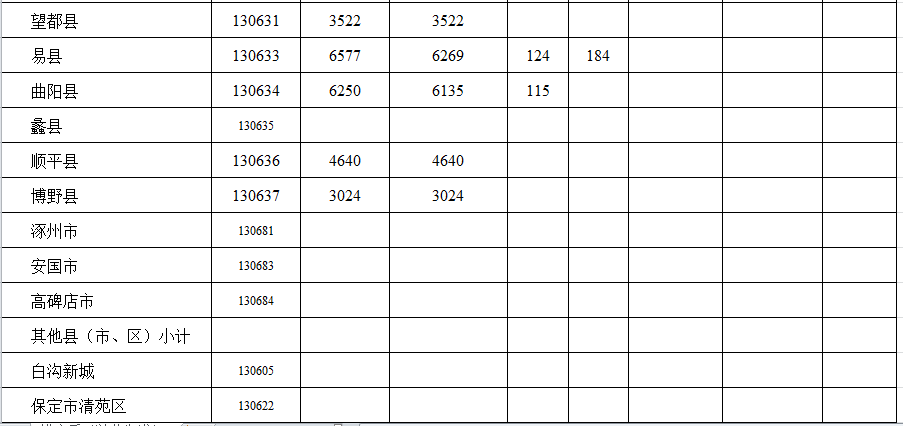 望都县 130631 3522 3522
易县 130633 6577 6269 124 184
曲阳县 130634 6250 6135 115
蠡县 130635
顺平县 130636 4640 4640
博野县 130637 3024 3024
涿州市 130681
安国市 130683
高碑店市 130684
其他县（市、区）小计
白沟新城 130605
保定市清苑区 130622